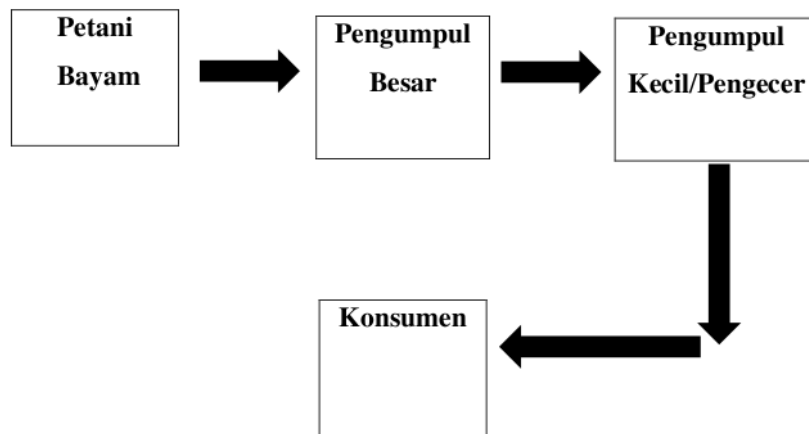 Petani
Bayam
Pengumpul
Besar
Pengumpul
Kecil/Pengecer
Konsumen